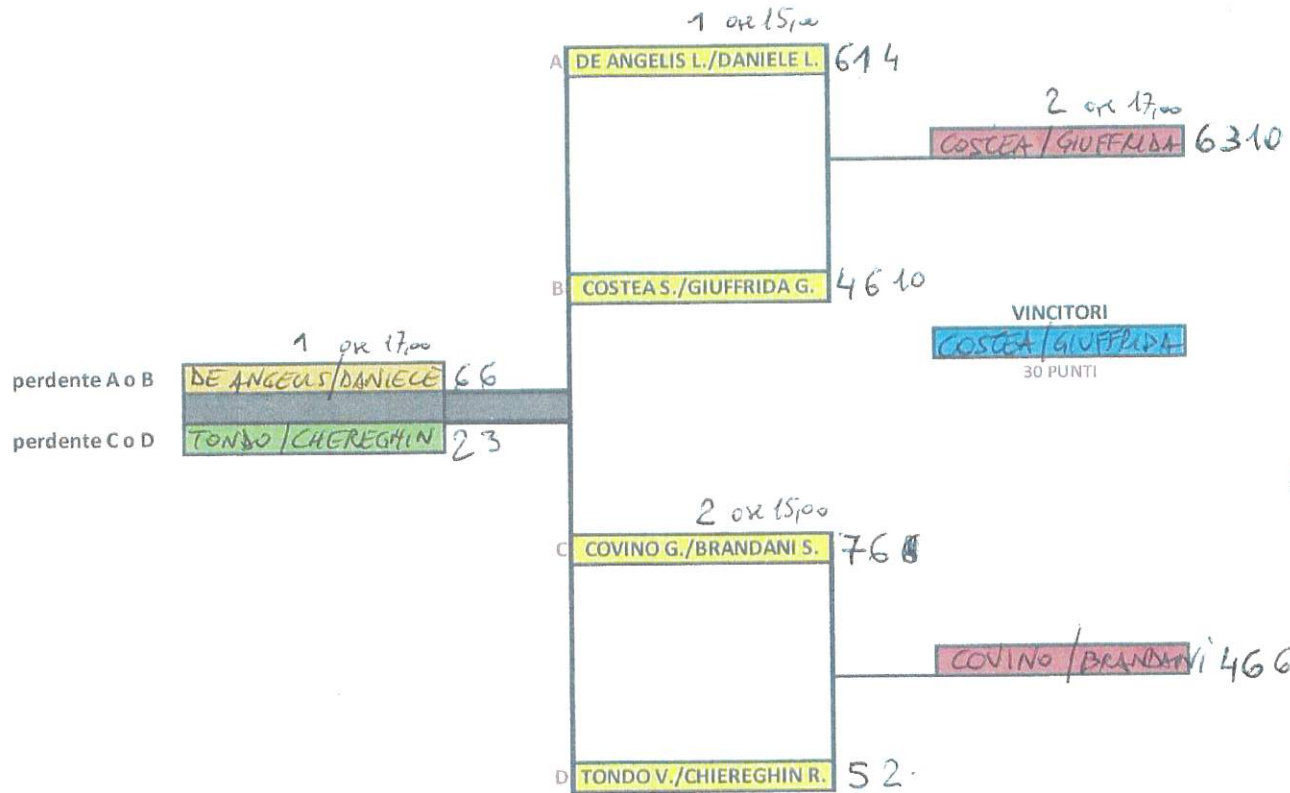 1 ore 15,00
A DE ANGELIS L./DANIELE L. 6 1 4
2 ore 17,00
COSTEA / GIUFFRIDA 6 3 10
B COSTEA S./GIUFFRIDA G. 4 6 10
VINCITORI
COSTEA / GIUFFRIDA
30 PUNTI
1 ore 17,00
perdente A o B DE ANGELIS/DANIELE 6 6
perdente C o D TONDO / CHEREGHIN 2 3
2 ore 15,00
C COVINO G./BRANDANI S. 7 6
COVINO / BRANDANI 4 6 6
D TONDO V./CHIEREGHIN R. 5 2